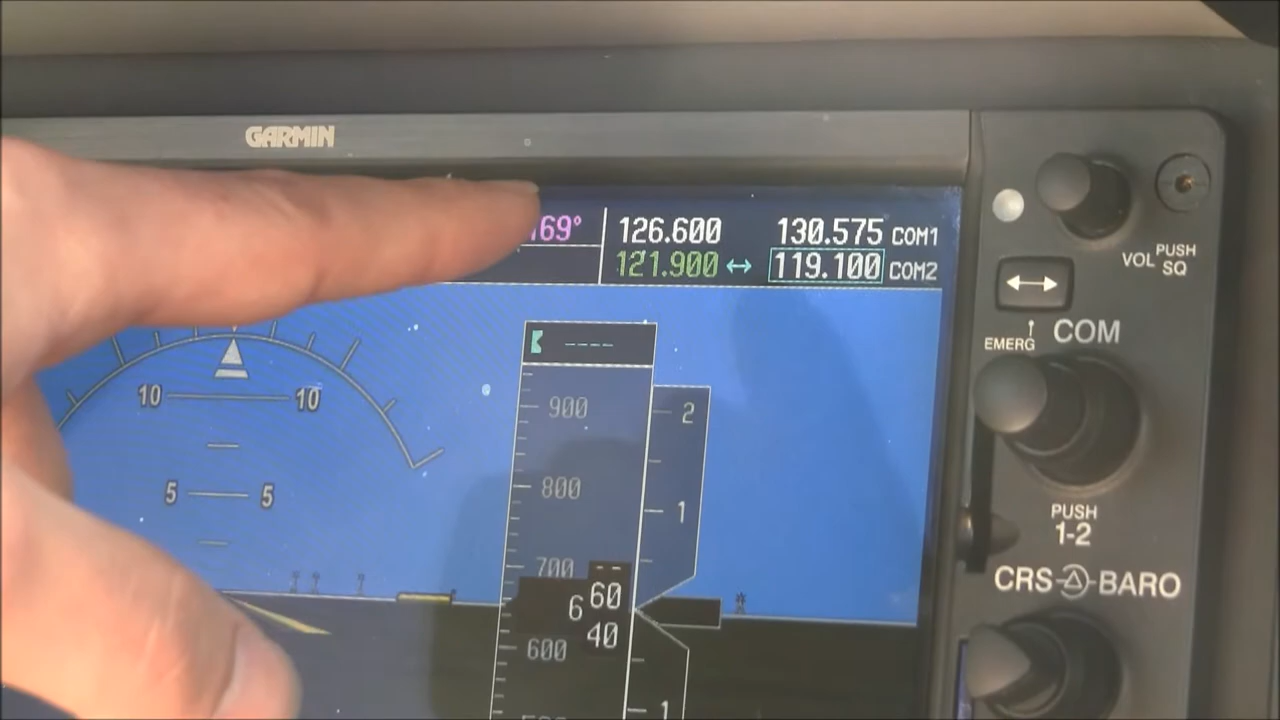 GARMIN
69° 126.600 130.575 COM1
121.900 ↔ 119.100 COM2
VOL PUSH SQ
EMERG COM
----
10 10
900 2
5 5
800
1
PUSH
1-2
700
60
6
40
CRS BARO
600
1